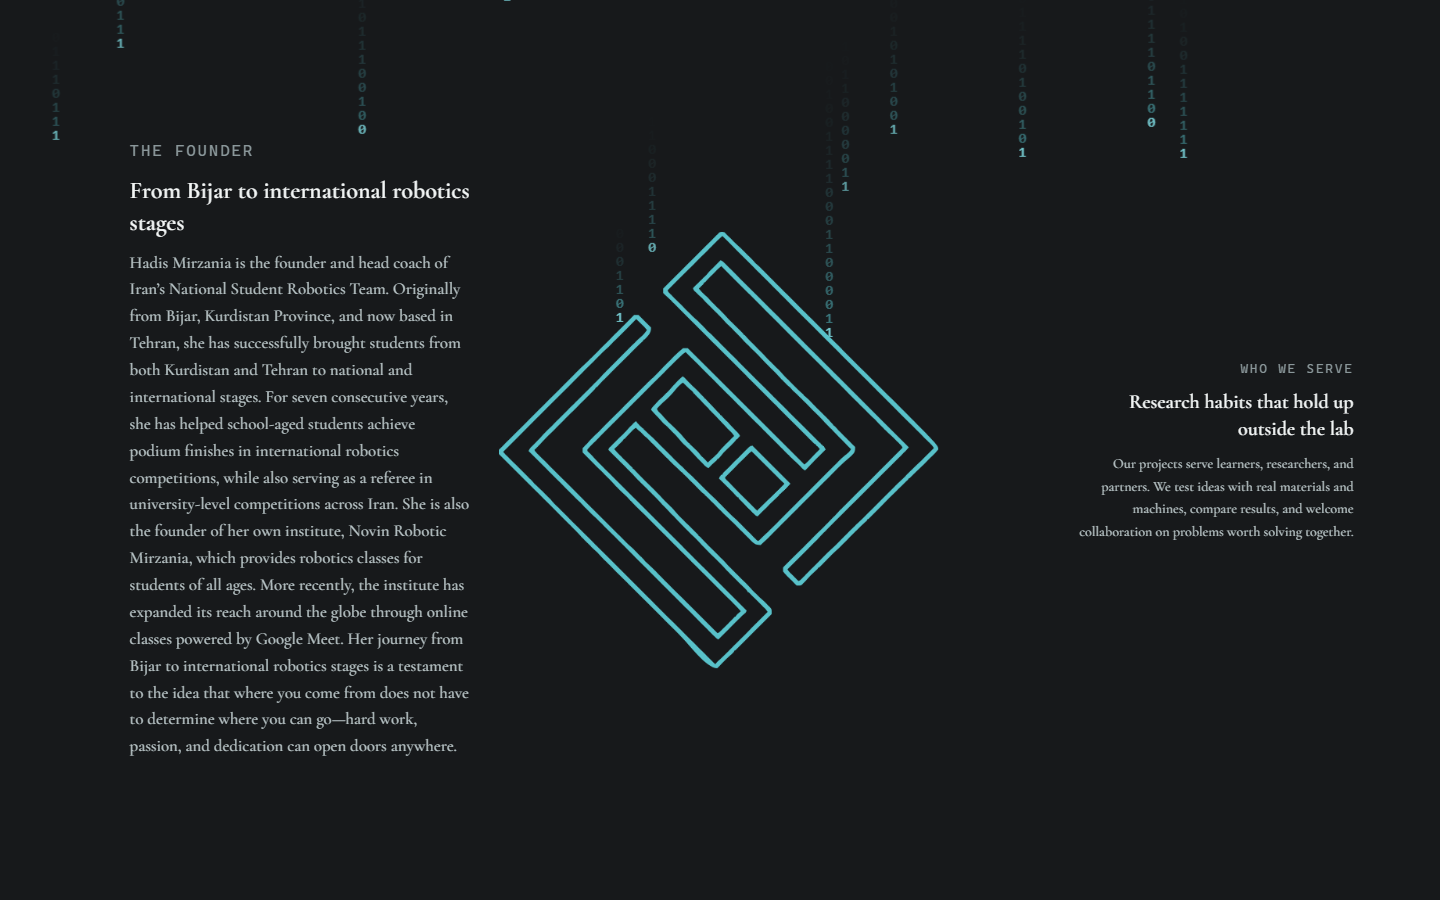 THE FOUNDER
From Bijar to international robotics
stages
Hadis Mirzania is the founder and head coach of
Iran’s National Student Robotics Team. Originally
from Bijar, Kurdistan Province, and now based in
Tehran, she has successfully brought students from
both Kurdistan and Tehran to national and
international stages. For seven consecutive years,
she has helped school-aged students achieve
podium finishes in international robotics
competitions, while also serving as a referee in
university-level competitions across Iran. She is also
the founder of her own institute, Novin Robotic
Mirzania, which provides robotics classes for
students of all ages. More recently, the institute has
expanded its reach around the globe through online
classes powered by Google Meet. Her journey from
Bijar to international robotics stages is a testament
to the idea that where you come from does not have
to determine where you can go—hard work,
passion, and dedication can open doors anywhere.
WHO WE SERVE
Research habits that hold up
outside the lab
Our projects serve learners, researchers, and
partners. We test ideas with real materials and
machines, compare results, and welcome
collaboration on problems worth solving together.